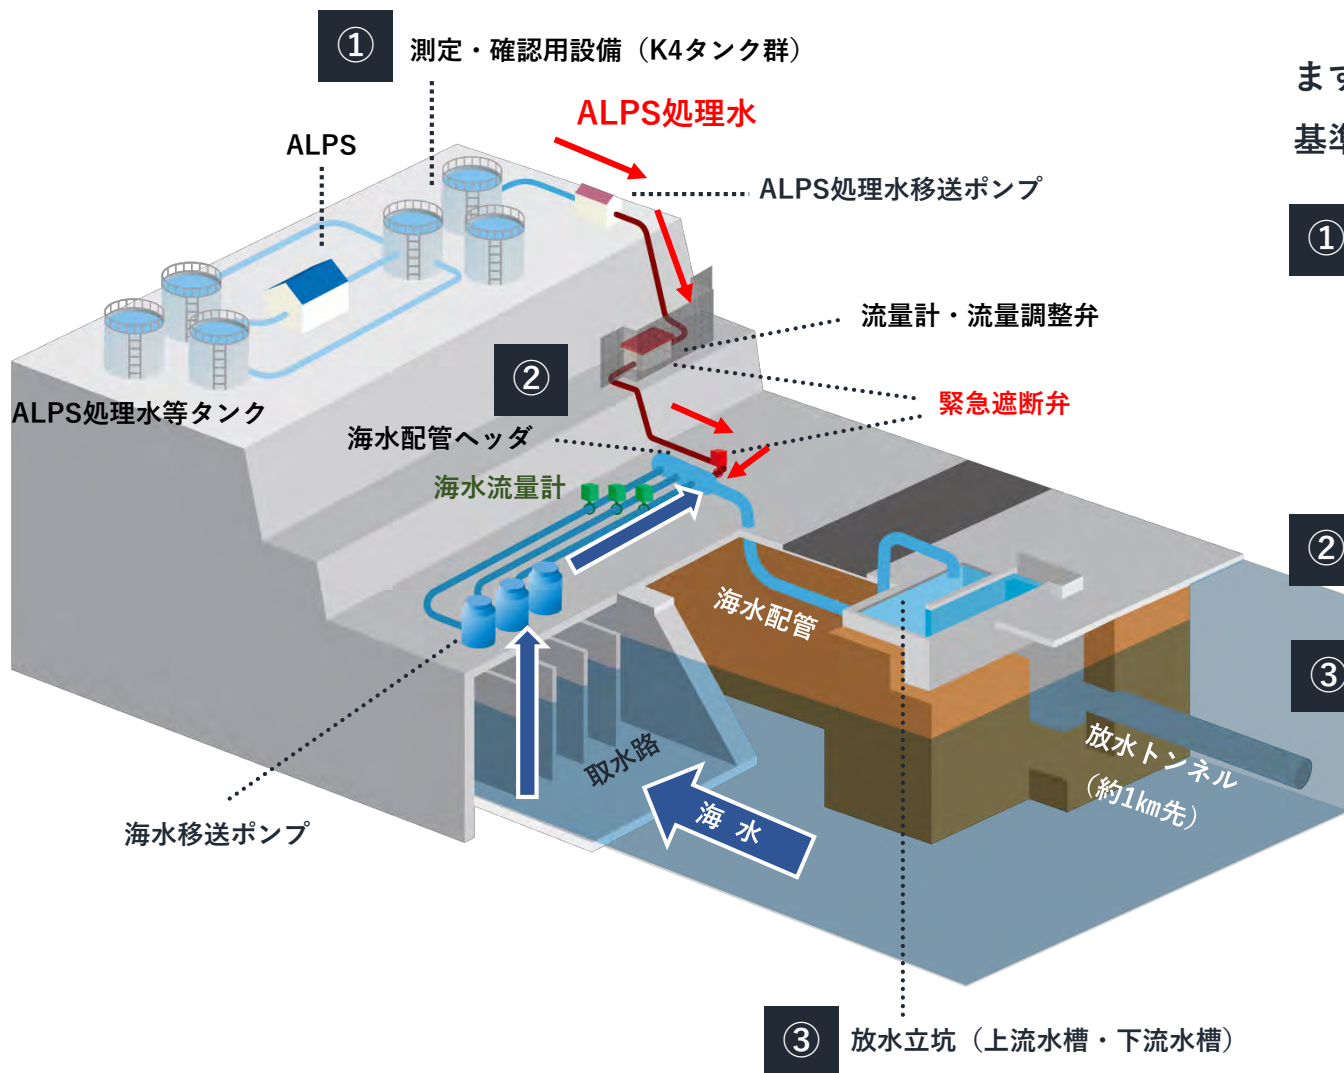 ① 測定・確認用設備（K4タンク群）
ALPS処理水
ALPS
ALPS処理水移送ポンプ
流量計・流量調整弁
②
緊急遮断弁
ALPS処理水等タンク
海水配管ヘッダ
海水流量計
海水配管
取水路
海 水
放水トンネル
（約1㎞先）
海水移送ポンプ
③ 放水立坑（上流水槽・下流水槽）
ます
基準
①
②
③